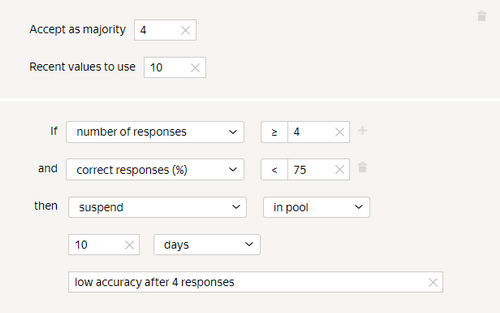 Accept as majority 4
Recent values to use 10
If number of responses ≥ 4
and correct responses (%) < 75
then suspend in pool
10 days
low accuracy after 4 responses